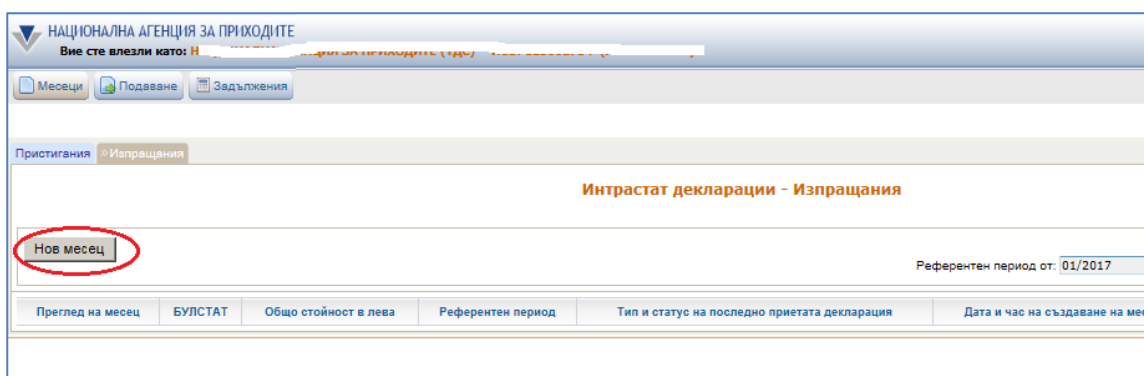 НАЦИОНАЛНА АГЕНЦИЯ ЗА ПРИХОДИТЕ
Вие сте влезли като: Н
Месеци Подаване Задължения
Пристигания »Изпращания
Интрастат декларации - Изпращания
Нов месец
Референтен период от: 01/2017
Преглед на месец БУЛСТАТ Общо стойност в лева Референтен период Тип и статус на последно приетата декларация Дата и час на създаване на